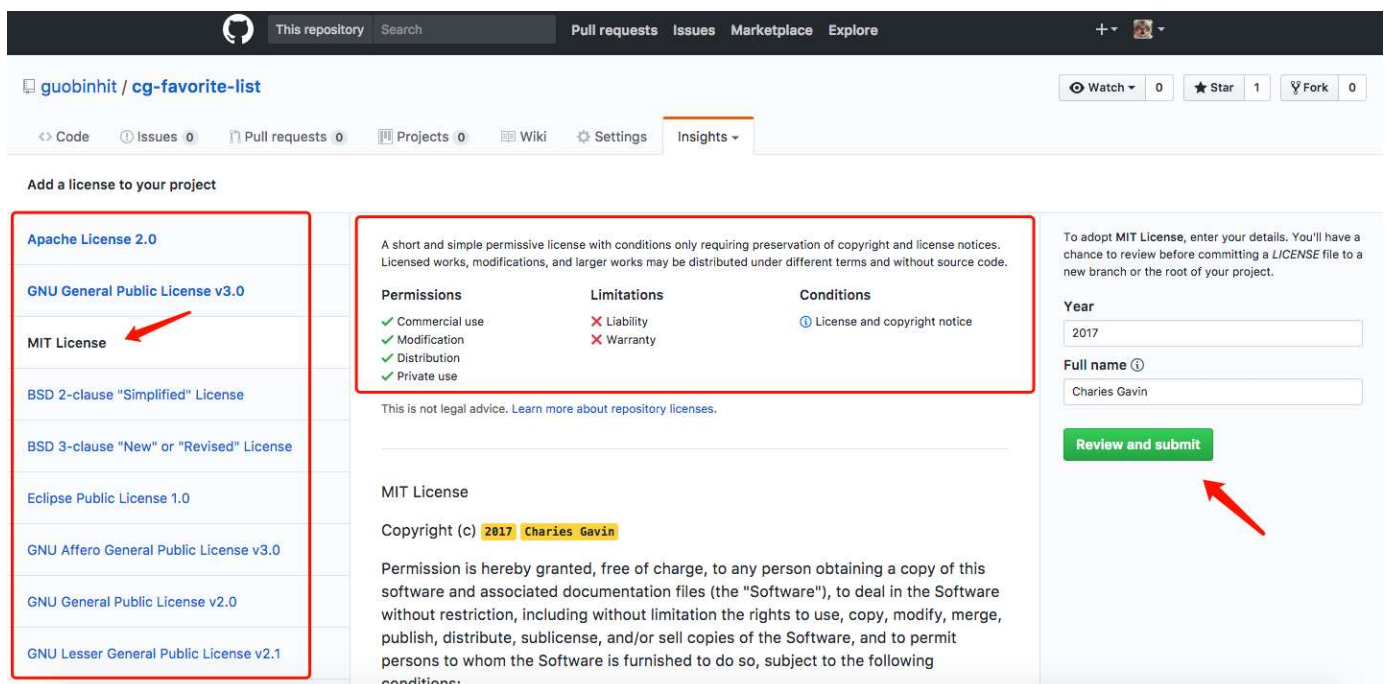 This repository Search Pull requests Issues Marketplace Explore
guobinhit / cg-favorite-list
Watch 0 Star 1 Fork 0
Code Issues 0 Pull requests 0 Projects 0 Wiki Settings Insights
Add a license to your project
Apache License 2.0
GNU General Public License v3.0
MIT License
BSD 2-clause "Simplified" License
BSD 3-clause "New" or "Revised" License
Eclipse Public License 1.0
GNU Affero General Public License v3.0
GNU General Public License v2.0
GNU Lesser General Public License v2.1
A short and simple permissive license with conditions only requiring preservation of copyright and license notices.
Licensed works, modifications, and larger works may be distributed under different terms and without source code.
Permissions
Commercial use
Modification
Distribution
Private use
Limitations
Liability
Warranty
Conditions
License and copyright notice
This is not legal advice. Learn more about repository licenses.
MIT License
Copyright (c) 2017 Charies Gavin
Permission is hereby granted, free of charge, to any person obtaining a copy of this
software and associated documentation files (the "Software"), to deal in the Software
without restriction, including without limitation the rights to use, copy, modify, merge,
publish, distribute, sublicense, and/or sell copies of the Software, and to permit
persons to whom the Software is furnished to do so, subject to the following
conditions:
To adopt MIT License, enter your details. You'll have a
chance to review before committing a LICENSE file to a
new branch or the root of your project.
Year
2017
Full name
Charies Gavin
Review and submit